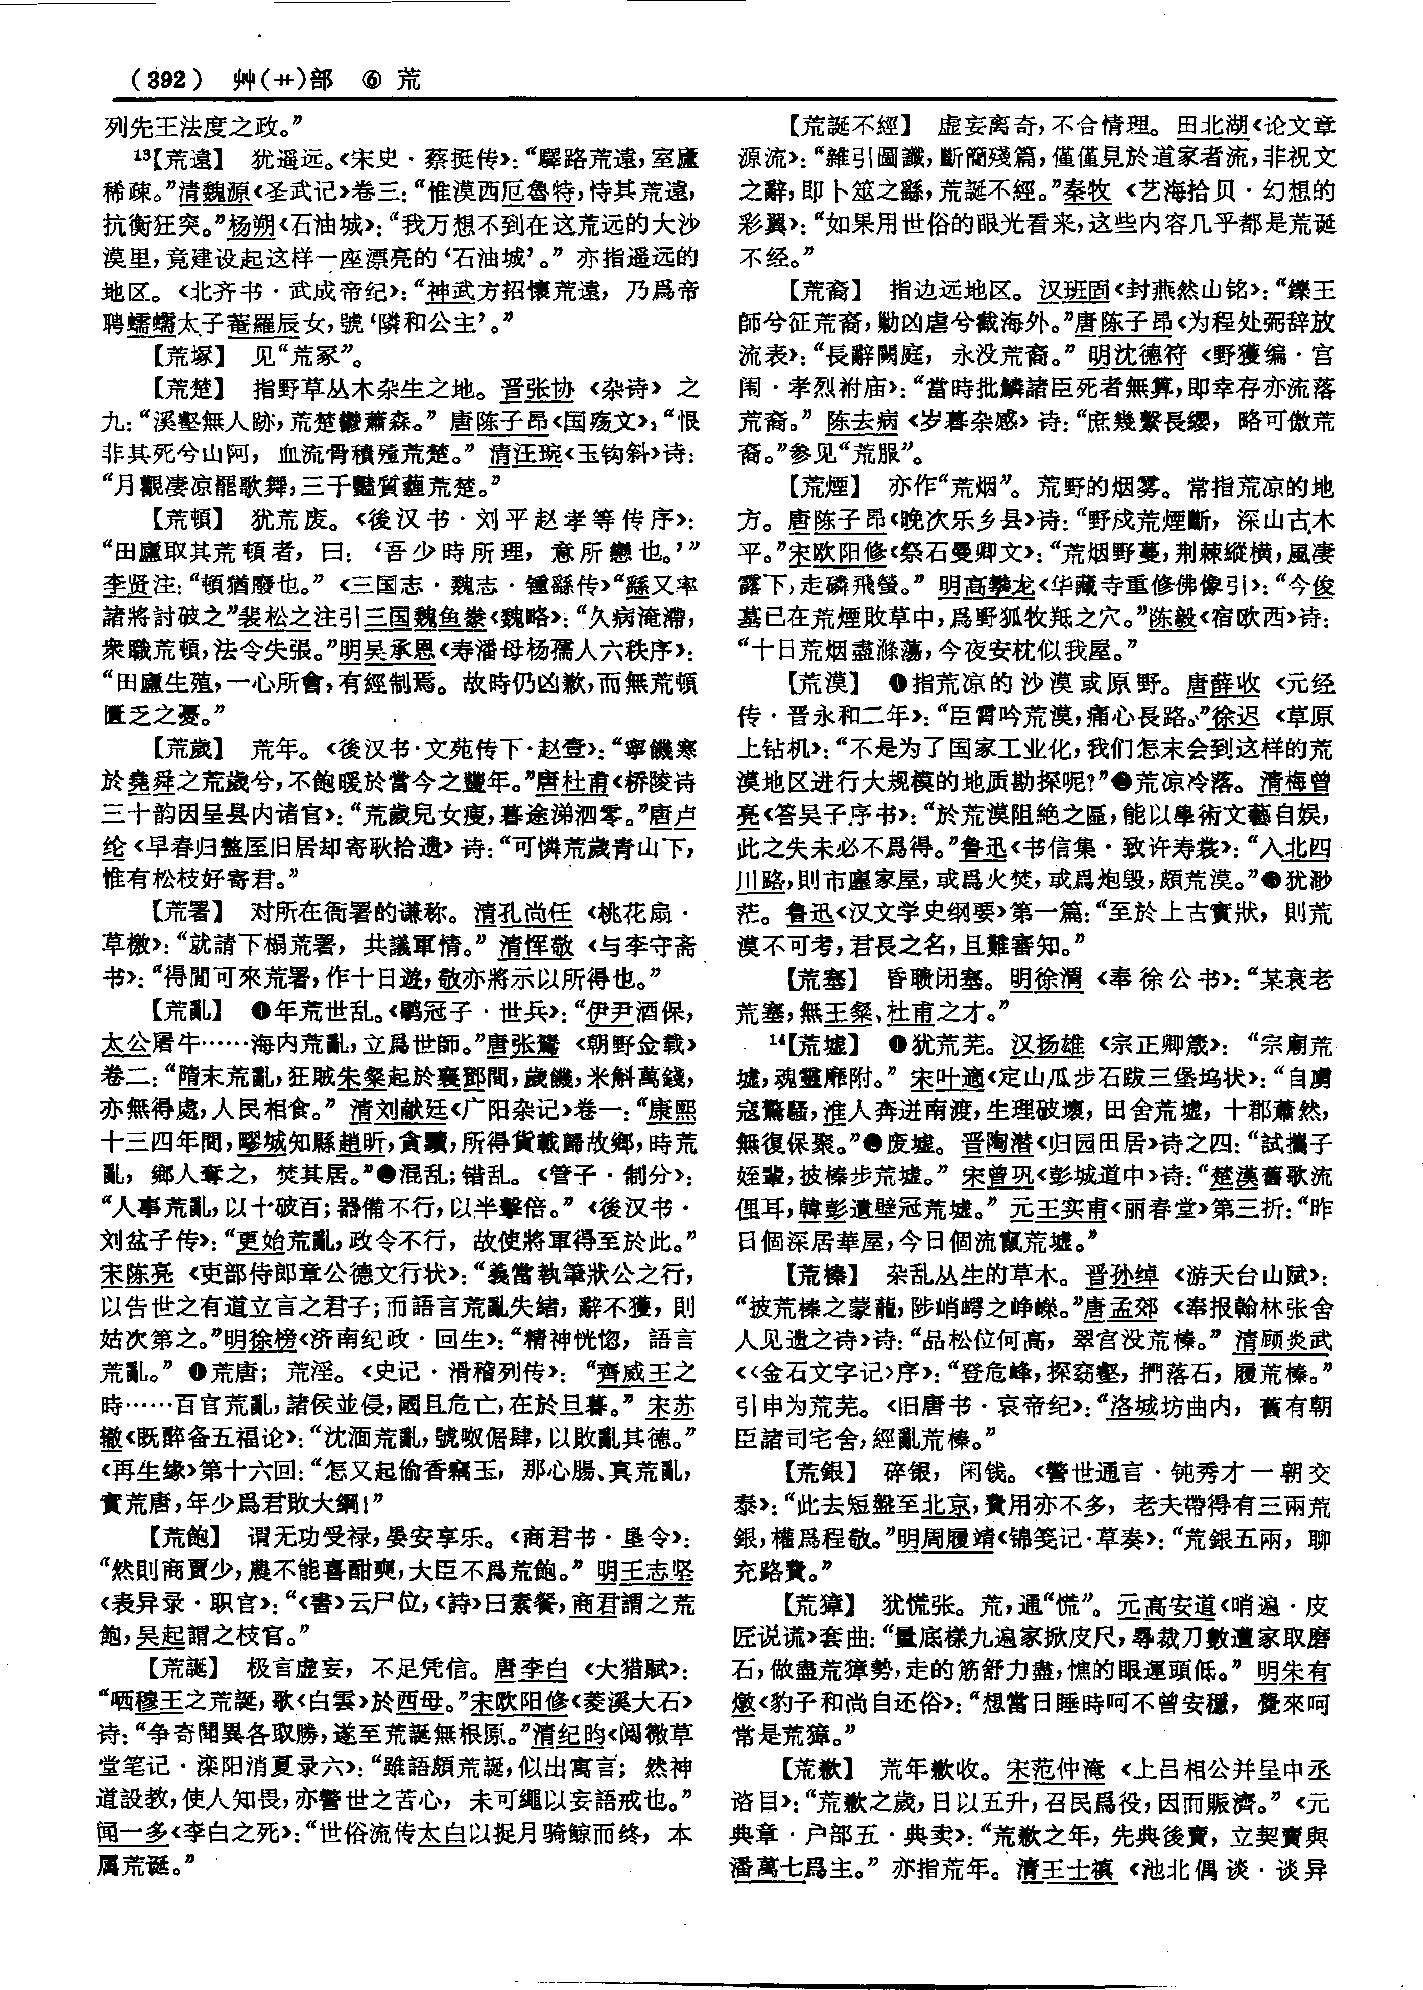 (392) 艸(艹)部 ⑥ 荒
列先王法度之政。”
13【荒遠】 犹遥远。《宋史·蔡挺传》：“驛路荒遠，室廬
稀疎。”清魏源《圣武记》卷三：“惟漠西厄魯特，恃其荒遠，
抗衡狂突。”杨朔《石油城》：“我万想不到在这荒远的大沙
漠里，竟建设起这样一座漂亮的‘石油城’。”亦指遥远的
地区。《北齐书·武成帝纪》：“神武方招懷荒遠，乃爲帝
聘蠕蠕太子菴羅辰女，號‘隣和公主’。”
【荒塚】 见“荒冢”。
【荒楚】 指野草丛木杂生之地。晋张协《杂诗》之
九：“溪壑無人跡，荒楚鬱蕭森。”唐陈子昂《国殇文》：“恨
非其死兮山阿，血流骨積殪荒楚。”清汪琬《玉钩斜》诗：
“月觀凄凉罷歌舞，三千豔質薶荒楚。”
【荒頓】 犹荒废。《後汉书·刘平赵孝等传序》：
“田廬取其荒頓者，曰：‘吾少時所理，意所戀也。’”
李贤注：“頓猶廢也。”《三国志·魏志·锺繇传》“繇又率
諸將討破之”裴松之注引三国魏鱼豢《魏略》：“久病淹滯，
衆職荒頓，法令失張。”明吴承恩《寿潘母杨孺人六秩序》：
“田廬生殖，一心所會，有經制焉。故時仍凶歉，而無荒頓
匱乏之憂。”
【荒歲】 荒年。《後汉书·文苑传下·赵壹》：“寧饑寒
於堯舜之荒歲兮，不飽暖於當今之豐年。”唐杜甫《桥陵诗
三十韵因呈县内诸官》：“荒歲兒女瘦，暮途涕泗零。”唐卢
纶《早春归盩厔旧居却寄耿拾遗》诗：“可憐荒歲青山下，
惟有松枝好寄君。”
【荒署】 对所在衙署的谦称。清孔尚任《桃花扇·
草檄》：“就請下榻荒署，共議軍情。”清恽敬《与李守斋
书》：“得閒可來荒署，作十日遊，敬亦將示以所得也。”
【荒亂】 ❶年荒世乱。《鹖冠子·世兵》：“伊尹酒保，
太公屠牛……海内荒亂，立爲世師。”唐张鷟《朝野佥载》
卷二：“隋末荒亂，狂賊朱粲起於襄鄧間，歲饑，米斛萬錢，
亦無得處，人民相食。”清刘献廷《广阳杂记》卷一：“康熙
十三四年間，郾城知縣趙昕，貪黷，所得貲載歸故鄉，時荒
亂，鄉人奪之，焚其居。”❷混乱；错乱。《管子·制分》：
“人事荒亂，以十破百；器備不行，以半擊倍。”《後汉书·
刘盆子传》：“更始荒亂，政令不行，故使將軍得至於此。”
宋陈亮《吏部侍郎章公德文行状》：“義當執筆狀公之行，
以告世之有道立言之君子；而語言荒亂失緒，辭不獲，則
姑次第之。”明徐榜《济南纪政·回生》：“精神恍惚，語言
荒亂。”❸荒唐；荒淫。《史记·滑稽列传》：“齊威王之
時……百官荒亂，諸侯並侵，國且危亡，在於旦暮。”宋苏
辙《既醉备五福论》：“沈湎荒亂，號呶倨肆，以敗亂其德。”
《再生缘》第十六回：“怎又起偷香竊玉，那心腸、真荒亂，
實荒唐，年少爲君敗大綱！”
【荒飽】 谓无功受禄，晏安享乐。《商君书·垦令》：
“然則商賈少，農不能喜酣奭，大臣不爲荒飽。”明王志坚
《表异录·职官》：“《書》云尸位，《詩》曰素餐，商君謂之荒
飽，吴起謂之枝官。”
【荒誕】 极言虚妄，不足凭信。唐李白《大猎赋》：
“哂穆王之荒誕，歌《白雲》於西母。”宋欧阳修《菱溪大石》
诗：“争奇鬭異各取勝，遂至荒誕無根原。”清纪昀《阅微草
堂笔记·滦阳消夏录六》：“雖語頗荒誕，似出寓言；然神
道設教，使人知畏，亦警世之苦心，未可繩以妄語戒也。”
闻一多《李白之死》：“世俗流传太白以捉月骑鲸而终，本
属荒诞。”
【荒誕不經】 虚妄离奇，不合情理。田北湖《论文章
源流》：“雜引圖讖，斷簡殘篇，僅僅見於道家者流，非祝文
之辭，即卜筮之繇，荒誕不經。”秦牧《艺海拾贝·幻想的
彩翼》：“如果用世俗的眼光看来，这些内容几乎都是荒诞
不经。”
【荒裔】 指边远地区。汉班固《封燕然山铭》：“鑠王
師兮征荒裔，勦凶虐兮截海外。”唐陈子昂《为程处弼辞放
流表》：“長辭闕庭，永没荒裔。”明沈德符《野獲编·宫
闱·孝烈祔庙》：“當時批鱗諸臣死者無算，即幸存亦流落
荒裔。”陈去病《岁暮杂感》诗：“庶幾繫長纓，略可儆荒
裔。”参见“荒服”。
【荒煙】 亦作“荒烟”。荒野的烟雾。常指荒凉的地
方。唐陈子昂《晚次乐乡县》诗：“野戍荒煙斷，深山古木
平。”宋欧阳修《祭石曼卿文》：“荒烟野蔓，荆棘縱横，風凄
露下，走磷飛螢。”明高攀龙《华藏寺重修佛像引》：“今俊
墓已在荒煙敗草中，爲野狐牧羝之穴。”陈毅《宿欧西》诗：
“十日荒烟盡滌蕩，今夜安枕似我屋。”
【荒漠】 ❶指荒凉的沙漠或原野。唐薛收《元经
传·晋永和二年》：“臣霄吟荒漠，痛心長路。”徐迟《草原
上钻机》：“不是为了国家工业化，我们怎末会到这样的荒
漠地区进行大规模的地质勘探呢？”❷荒凉冷落。清梅曾
亮《答吴子序书》：“於荒漠阻絶之區，能以學術文藝自娱，
此之失未必不爲得。”鲁迅《书信集·致许寿裳》：“入北四
川路，則市廛家屋，或爲火焚，或爲炮毁，頗荒漠。”❸犹渺
茫。鲁迅《汉文学史纲要》第一篇：“至於上古實狀，則荒
漠不可考，君長之名，且難審知。”
【荒塞】 昏聩闭塞。明徐渭《奉徐公书》：“某衰老
荒塞，無王粲、杜甫之才。”
14【荒墟】 ❶犹荒芜。汉扬雄《宗正卿箴》：“宗廟荒
墟，魂靈靡附。”宋叶適《定山瓜步石跋三堡坞状》：“自虜
寇驚騷，淮人奔迸南渡，生理破壞，田舍荒墟，十郡蕭然，
無復保聚。”❷废墟。晋陶潜《归园田居》诗之四：“試攜子
姪輩，披榛步荒墟。”宋曾巩《彭城道中》诗：“楚漢舊歌流
俚耳，韓彭遺壁冠荒墟。”元王实甫《丽春堂》第三折：“昨
日個深居華屋，今日個流竄荒墟。”
【荒榛】 杂乱丛生的草木。晋孙绰《游天台山赋》：
“披荒榛之蒙蘢，陟峭崿之峥嶸。”唐孟郊《奉报翰林张舍
人见遗之诗》诗：“品松位何高，翠宫没荒榛。”清顾炎武
《〈金石文字记〉序》：“登危峰，探窈壑，捫落石，履荒榛。”
引申为荒芜。《旧唐书·哀帝纪》：“洛城坊曲内，舊有朝
臣諸司宅舍，經亂荒榛。”
【荒銀】 碎银，闲钱。《警世通言·钝秀才一朝交
泰》：“此去短盤至北京，費用亦不多，老夫帶得有三兩荒
銀，權爲程敬。”明周履靖《锦笺记·草奏》：“荒銀五兩，聊
充路費。”
【荒獐】 犹慌张。荒，通“慌”。元高安道《哨遍·皮
匠说谎》套曲：“量底樣九遍家掀皮尺，尋裁刀數遭家取磨
石，做盡荒獐勢，走的筋舒力盡，憔的眼運頭低。”明朱有
燉《豹子和尚自还俗》：“想當日睡時呵不曾安穩，覺來呵
常是荒獐。”
【荒歉】 荒年歉收。宋范仲淹《上吕相公并呈中丞
谘目》：“荒歉之歲，日以五升，召民爲役，因而賑濟。”《元
典章·户部五·典卖》：“荒歉之年，先典後賣，立契賣與
潘萬七爲主。”亦指荒年。清王士禛《池北偶谈·谈异